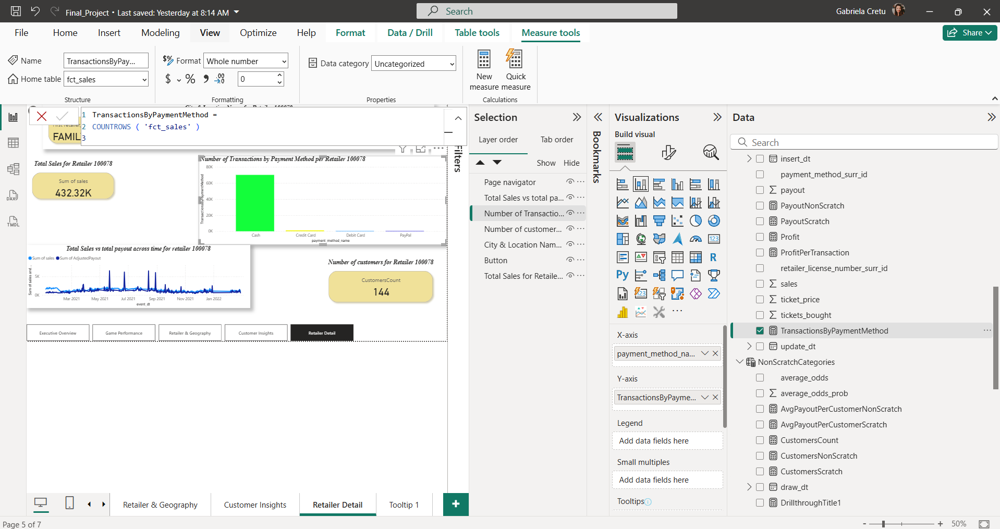 Final_Project • Last saved: Yesterday at 8:14 AM
Search
Gabriela Cretu
File
Home
Insert
Modeling
View
Optimize
Help
Format
Data / Drill
Table tools
Measure tools
Share
Name
TransactionsByPay...
Home table
fct_sales
Structure
Format
Whole number
$
%
0
Formatting
Data category
Uncategorized
Properties
New measure
Quick measure
Calculations
1 TransactionsByPaymentMethod =
2 COUNTROWS ( 'fct_sales' )
3
FAMIL
Total Sales for Retailer 100078
Sum of sales
432.32K
Number of Transactions by Payment Method per Retailer 100078
TransactionsByPaymentMethod
80K
60K
40K
20K
0K
Cash
Credit Card
Debit Card
PayPal
payment_method_name
Total Sales vs total payout across time for retailer 100078
Sum of sales
Sum of AdjustedPayout
Sum of sales and ...
5K
0K
Mar 2021
May 2021
Jul 2021
Sep 2021
Nov 2021
Jan 2022
event_dt
Number of customers for Retailer 100078
CustomersCount
144
Executive Overview
Game Performance
Retailer & Geography
Customer Insights
Retailer Detail
Filters
Selection
Layer order
Tab order
Show
Hide
Page navigator
Total Sales vs total pa...
Number of Transactio...
Number of customer...
City & Location Nam...
Button
Total Sales for Retaile...
Bookmarks
Visualizations
Build visual
X-axis
payment_method_na...
Y-axis
TransactionsByPayme...
Legend
Add data fields here
Small multiples
Add data fields here
Tooltips
Data
Search
insert_dt
payment_method_surr_id
payout
PayoutNonScratch
PayoutScratch
Profit
ProfitPerTransaction
retailer_license_number_surr_id
sales
ticket_price
tickets_bought
TransactionsByPaymentMethod
update_dt
NonScratchCategories
average_odds
average_odds_prob
AvgPayoutPerCustomerNonScratch
AvgPayoutPerCustomerScratch
CustomersCount
CustomersNonScratch
CustomersScratch
draw_dt
DrillthroughTitle1
DAX
TMDL
R
Py
123
Retailer & Geography
Customer Insights
Retailer Detail
Tooltip 1
+
Page 5 of 7
- + 50%